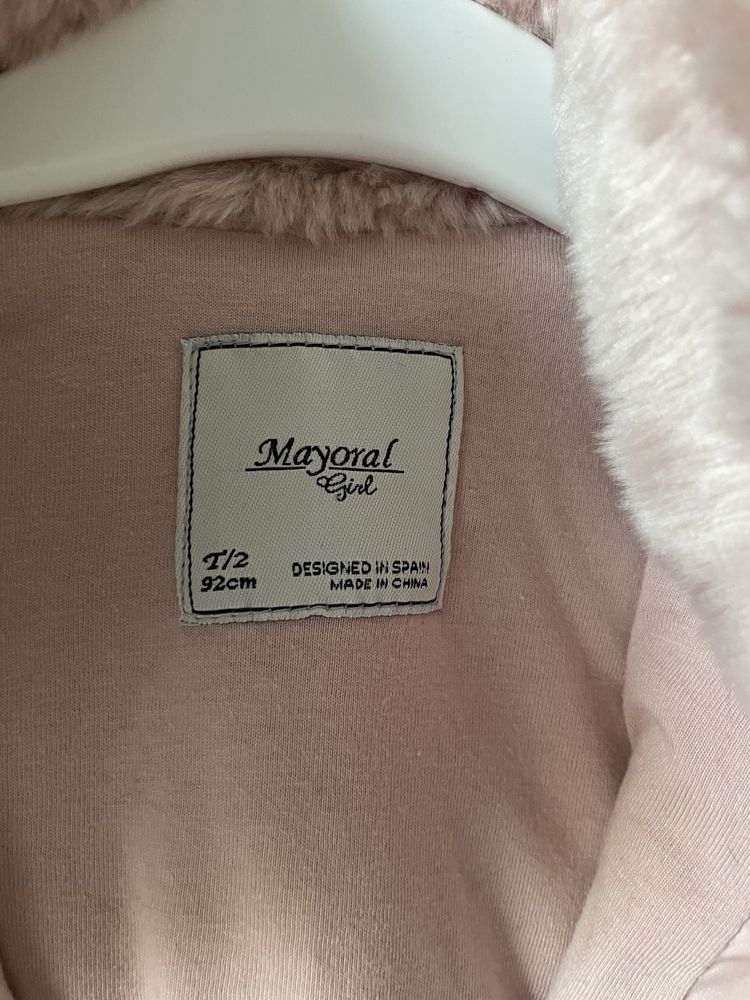 Mayoral
Girl
T/2
92cm
DESIGNED IN SPAIN
MADE IN CHINA